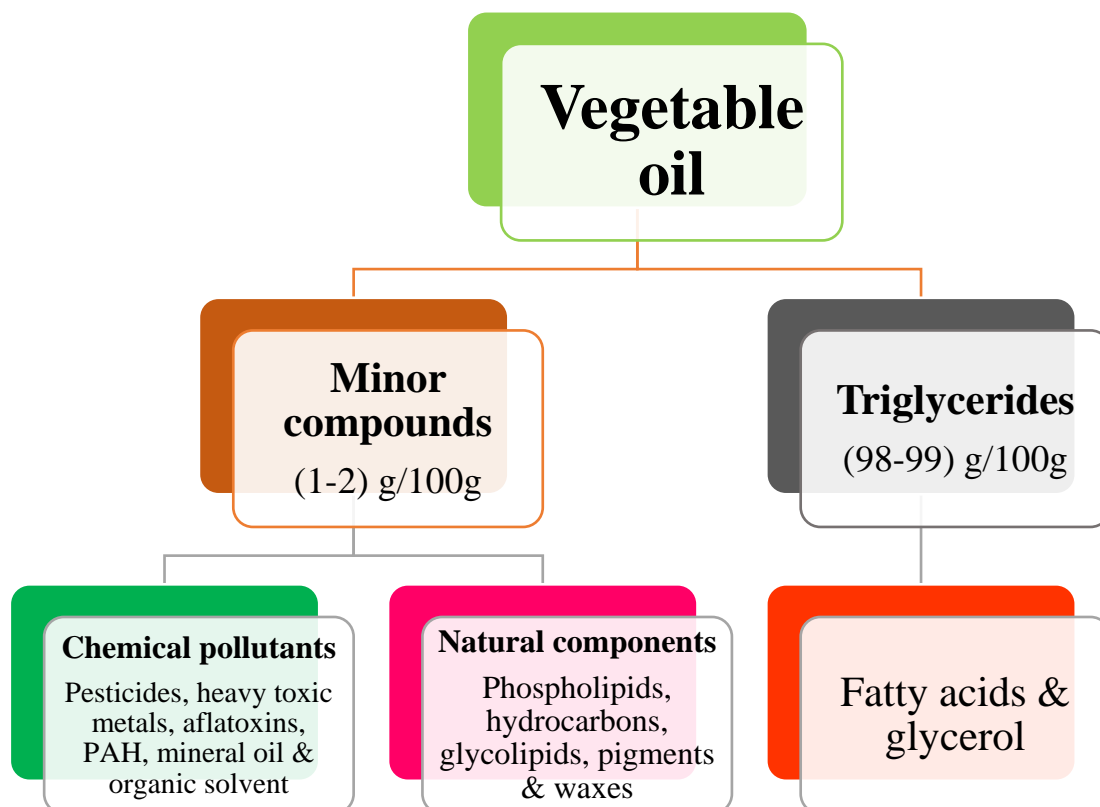 Vegetable
oil
Minor
compounds
(1-2) g/100g
Triglycerides
(98-99) g/100g
Chemical pollutants
Pesticides, heavy toxic
metals, aflatoxins,
PAH, mineral oil &
organic solvent
Natural components
Phospholipids,
hydrocarbons,
glycolipids, pigments
& waxes
Fatty acids &
glycerol